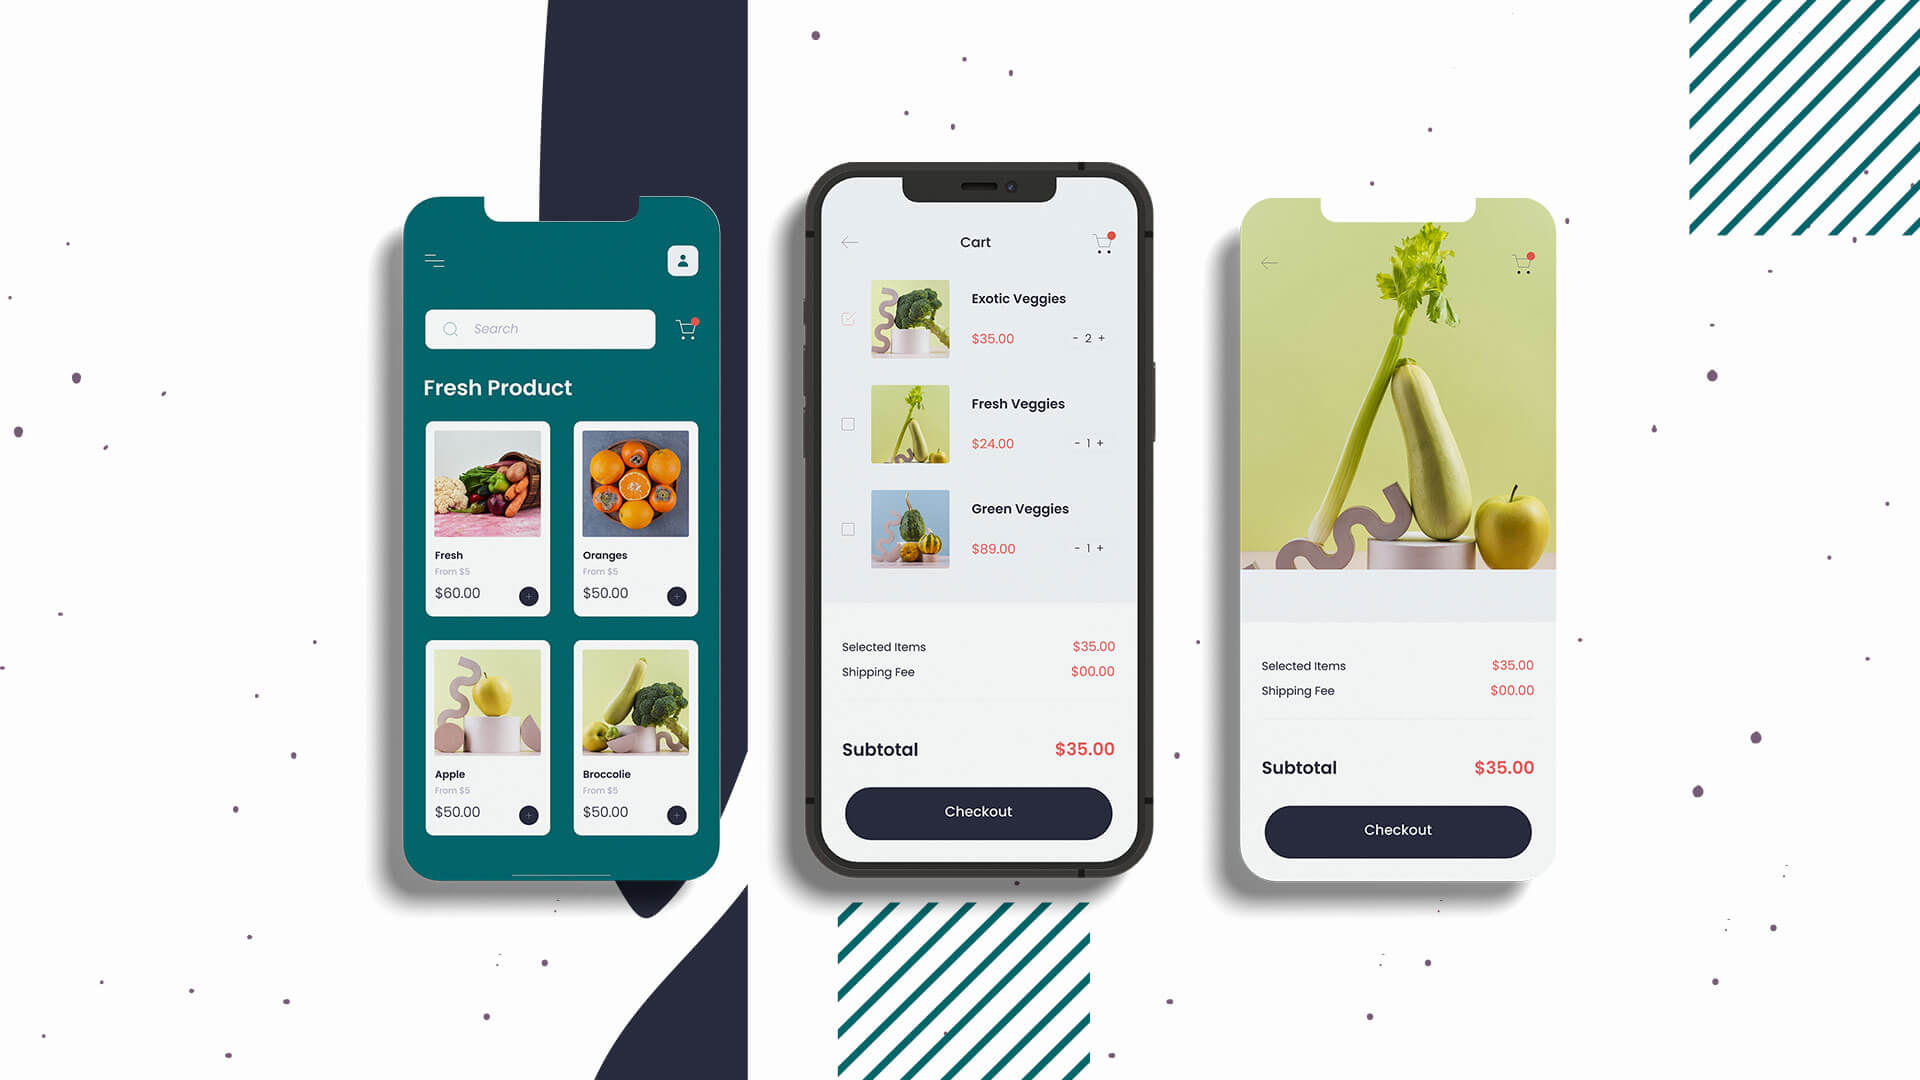 Search
Fresh Product
Fresh
From $5
$60.00
+
Oranges
From $5
$50.00
+
Apple
From $5
$50.00
+
Broccolie
From $5
$50.00
+
Cart
Exotic Veggies
$35.00
- 2 +
Fresh Veggies
$24.00
- 1 +
Green Veggies
$89.00
- 1 +
Selected Items $35.00
Shipping Fee $00.00
Subtotal $35.00
Checkout
Selected Items $35.00
Shipping Fee $00.00
Subtotal $35.00
Checkout